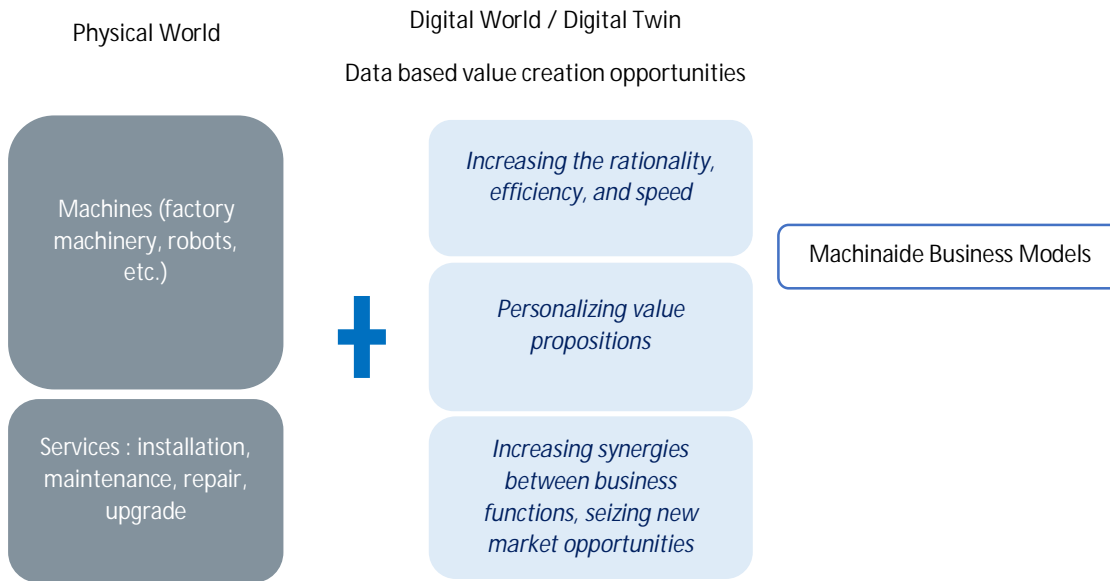 Physical World
Digital World / Digital Twin
Data based value creation opportunities
Machines (factory
machinery, robots,
etc.)
Services : installation,
maintenance, repair,
upgrade
Increasing the rationality,
efficiency, and speed
Personalizing value
propositions
Increasing synergies
between business
functions, seizing new
market opportunities
Machinaide Business Models